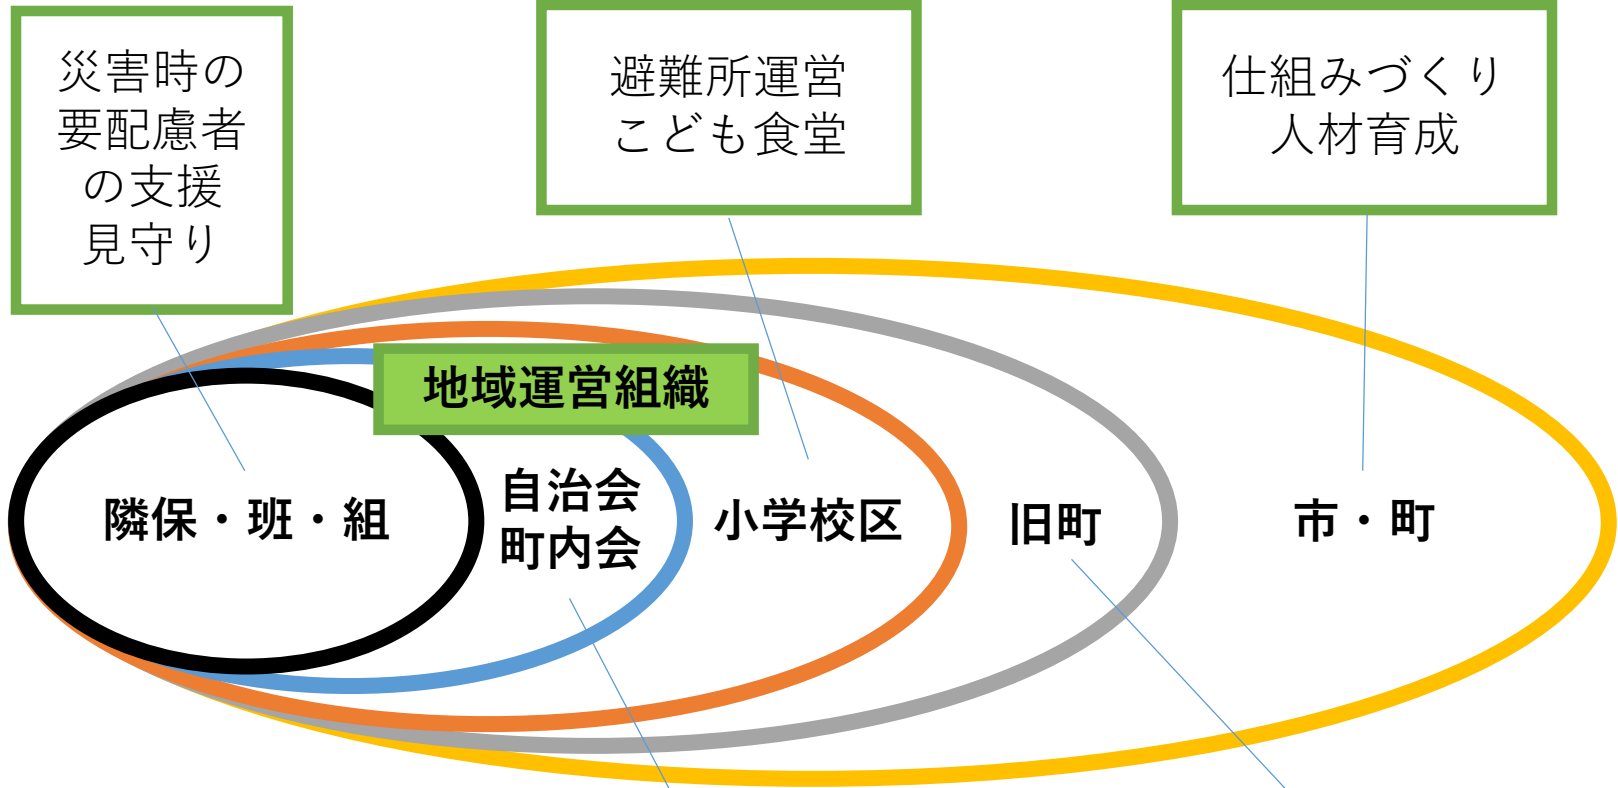 災害時の
要配慮者
の支援
見守り
避難所運営
こども食堂
仕組みづくり
人材育成
地域運営組織
隣保・班・組
自治会
町内会
小学校区
旧町
市・町